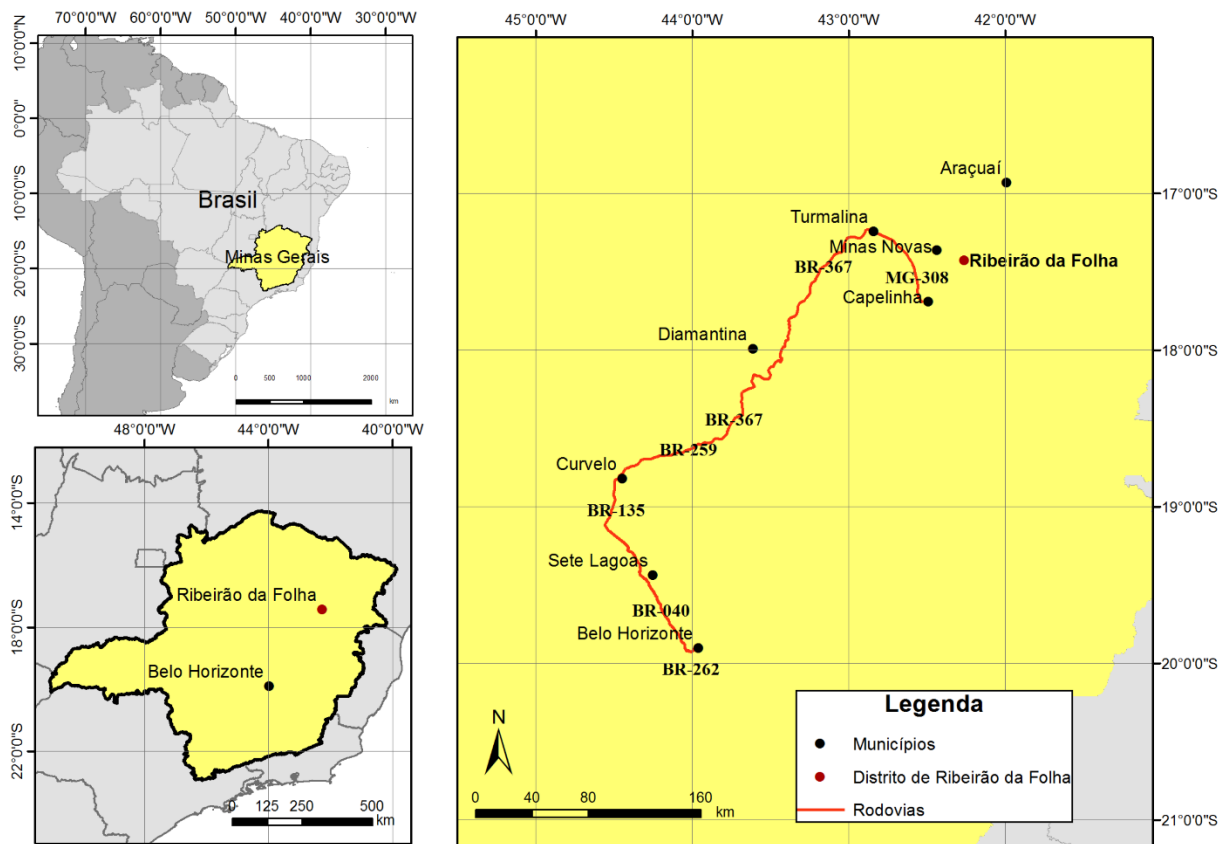 70°0'0"W 60°0'0"W 50°0'0"W 40°0'0"W 30°0'0"W
10°0'0"N
0°0'0"
10°0'0"S
20°0'0"S
30°0'0"S
Brasil
Minas Gerais
0 500 1000 2000
km
48°0'0"W 44°0'0"W 40°0'0"W
14°0'0"S
18°0'0"S
22°0'0"S
Ribeirão da Folha
Belo Horizonte
0 125 250 500
km
45°0'0"W 44°0'0"W 43°0'0"W 42°0'0"W
17°0'0"S
18°0'0"S
19°0'0"S
20°0'0"S
21°0'0"S
Araçuaí
Turmalina
Minas Novas
Ribeirão da Folha
BR-367
MG-308
Capelinha
Diamantina
BR-367
BR-259
Curvelo
BR-135
Sete Lagoas
BR-040
Belo Horizonte
BR-262
N
0 40 80 160
km
Legenda
Municípios
Distrito de Ribeirão da Folha
Rodovias